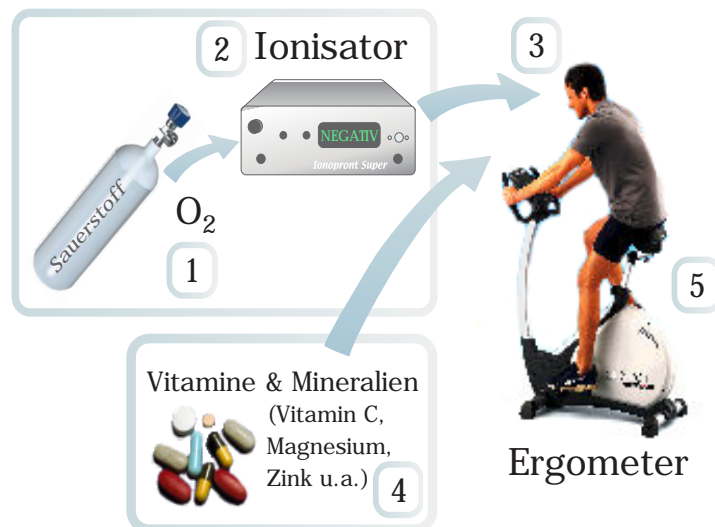 2 Ionisator
3
NEGATIV
Ionopront Super
Sauerstoff
O₂
1
5
Vitamine & Mineralien
(Vitamin C,
Magnesium,
Zink u.a.)
4
Ergometer